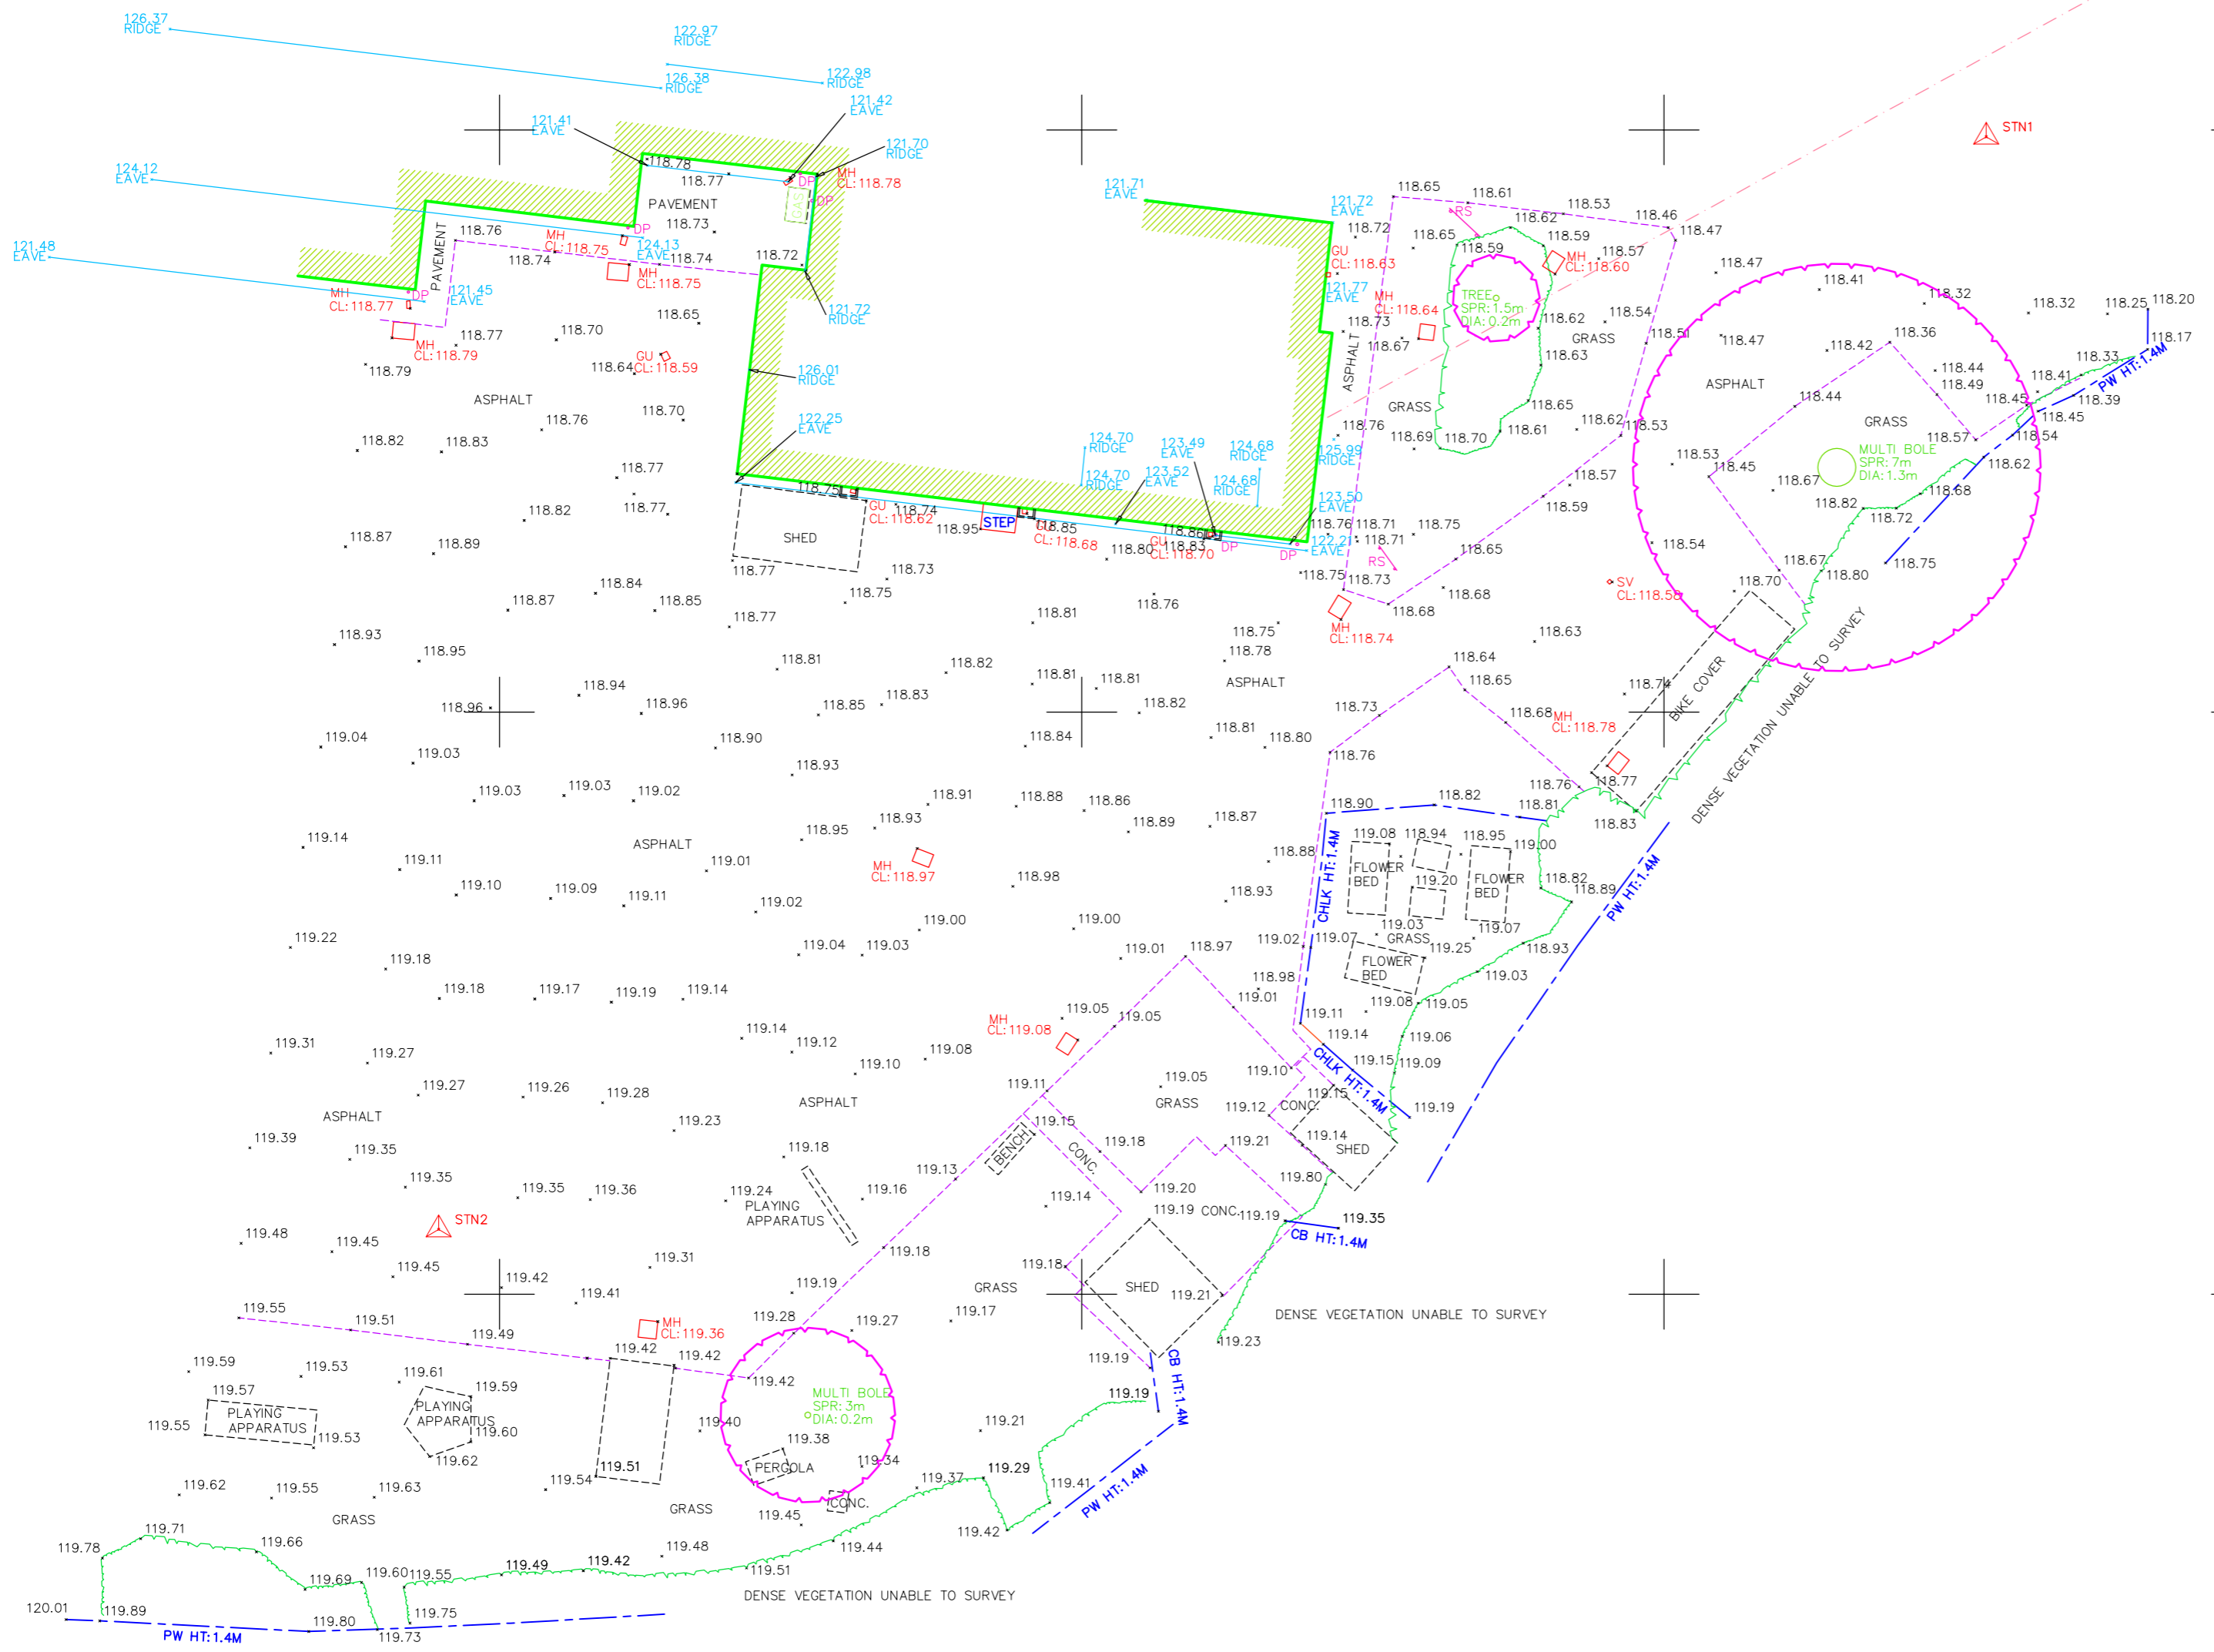 126.37
RIDGE
122.97
RIDGE
126.38
RIDGE
122.98
RIDGE
121.41
EAVE
121.42
EAVE
121.70
RIDGE
STN1
124.12
EAVE
118.78
118.77
DP
MH
CL:118.78
DP
GAS
PAVEMENT
118.73
DP
121.71
EAVE
121.72
EAVE
118.65
118.61
118.53
118.46
RS
118.62
118.47
121.48
EAVE
PAVEMENT
118.76
118.74
MH
CL:118.75
124.13
EAVE
118.74
MH
CL:118.75
118.72
118.72
GU
CL:118.63
118.65
118.59
118.59
118.57
MH
CL:118.60
118.47
118.41
118.32
118.32
118.25
118.20
118.17
MH
CL:118.77
DP
121.45
EAVE
121.72
RIDGE
121.77
EAVE
MH
CL:118.64
TREE
SPR:1.5m
DIA:0.2m
118.62
118.54
118.51
118.47
118.42
118.36
118.33
PW HT:1.4M
MH
CL:118.79
118.77
118.70
118.65
118.73
118.67
118.63
GRASS
118.79
GU
CL:118.59
118.64
126.01
RIDGE
ASPHALT
ASPHALT
118.44
118.49
118.41
118.39
118.45
118.45
ASPHALT
118.76
118.70
122.25
EAVE
GRASS
118.65
118.62
118.53
118.44
GRASS
118.57
118.54
118.82
118.83
118.76
118.69
118.70
118.61
124.70
RIDGE
123.49
EAVE
124.68
RIDGE
125.99
RIDGE
118.53
118.45
MULTI BOLE
SPR: 7m
DIA:1.3m
118.62
118.77
118.77
118.75
124.70
RIDGE
123.52
EAVE
124.68
RIDGE
123.50
EAVE
118.57
118.59
118.67
118.82
118.68
118.72
118.82
GU
CL:118.62
118.74
118.95
STEP
118.85
GU
CL:118.68
118.86
118.83
GU
CL:118.70
DP
DP
122.21
EAVE
118.76
118.71
118.71
118.75
RS
118.87
118.89
SHED
118.80
118.65
118.54
118.67
118.75
118.77
118.73
118.75
118.73
118.68
118.68
SV
CL:118.58
118.70
118.80
118.84
118.87
118.85
118.75
118.77
118.81
118.76
118.75
MH
CL:118.74
118.63
118.93
118.95
118.81
118.82
118.78
118.64
ASPHALT
118.94
118.81
118.81
118.65
118.74
BIKE COVER
DENSE VEGETATION UNABLE TO SURVEY
118.96
118.96
118.85
118.83
118.82
118.73
118.68
MH
CL:118.78
119.04
119.03
118.90
118.84
118.81
118.80
118.76
118.93
118.77
118.76
119.03
119.03
119.02
118.91
118.88
118.86
118.90
118.82
118.81
118.83
119.14
ASPHALT
118.95
118.93
118.89
118.87
CHLK HT:1.4M
119.08
118.94
118.95
119.00
119.11
119.01
MH
CL:118.97
118.88
FLOWER
BED
FLOWER
BED
119.10
119.09
119.11
119.02
118.98
118.93
119.20
118.82
118.89
PW HT:1.4M
119.22
119.18
119.04
119.03
119.00
119.00
119.01
118.97
119.02
119.07
119.03
GRASS
119.25
119.07
118.93
FLOWER
BED
119.03
119.18
119.17
119.19
119.14
118.98
119.01
119.08
119.05
119.31
119.27
119.14
119.12
119.08
MH
CL:119.08
119.05
119.05
119.11
119.14
119.06
119.27
119.26
119.28
119.10
119.11
119.05
GRASS
119.10
CHLK HT:1.4M
119.15
119.09
ASPHALT
119.23
ASPHALT
119.12
CONC.
119.15
119.19
119.39
119.35
119.18
119.15
BENCH
CONC.
119.18
119.21
119.14
SHED
119.35
119.35
119.36
119.24
119.13
119.16
119.14
119.20
119.80
STN2
PLAYING
APPARATUS
119.19
CONC.
119.19
119.35
CB HT:1.4M
119.48
119.45
119.45
119.42
119.31
119.18
119.18
GRASS
SHED
119.21
DENSE VEGETATION UNABLE TO SURVEY
119.55
119.51
119.49
119.41
119.19
MH
CL:119.36
119.28
119.27
119.17
119.23
119.59
119.53
119.61
119.42
119.42
119.42
119.19
CB HT:1.4M
119.57
PLAYING
APPARATUS
119.55
119.53
119.59
PLAYING
APPARATUS
119.60
119.62
MULTI BOLE
SPR: 3m
DIA:0.2m
119.40
119.38
119.21
119.19
PERGOLA
119.34
119.62
119.55
119.63
119.54
119.51
119.37
119.29
119.41
PW HT:1.4M
GRASS
GRASS
CONC.
119.45
119.42
119.71
119.66
119.78
119.44
119.48
119.69
119.60
119.55
119.49
119.42
119.51
DENSE VEGETATION UNABLE TO SURVEY
120.01
119.89
119.80
119.75
119.73
PW HT:1.4M